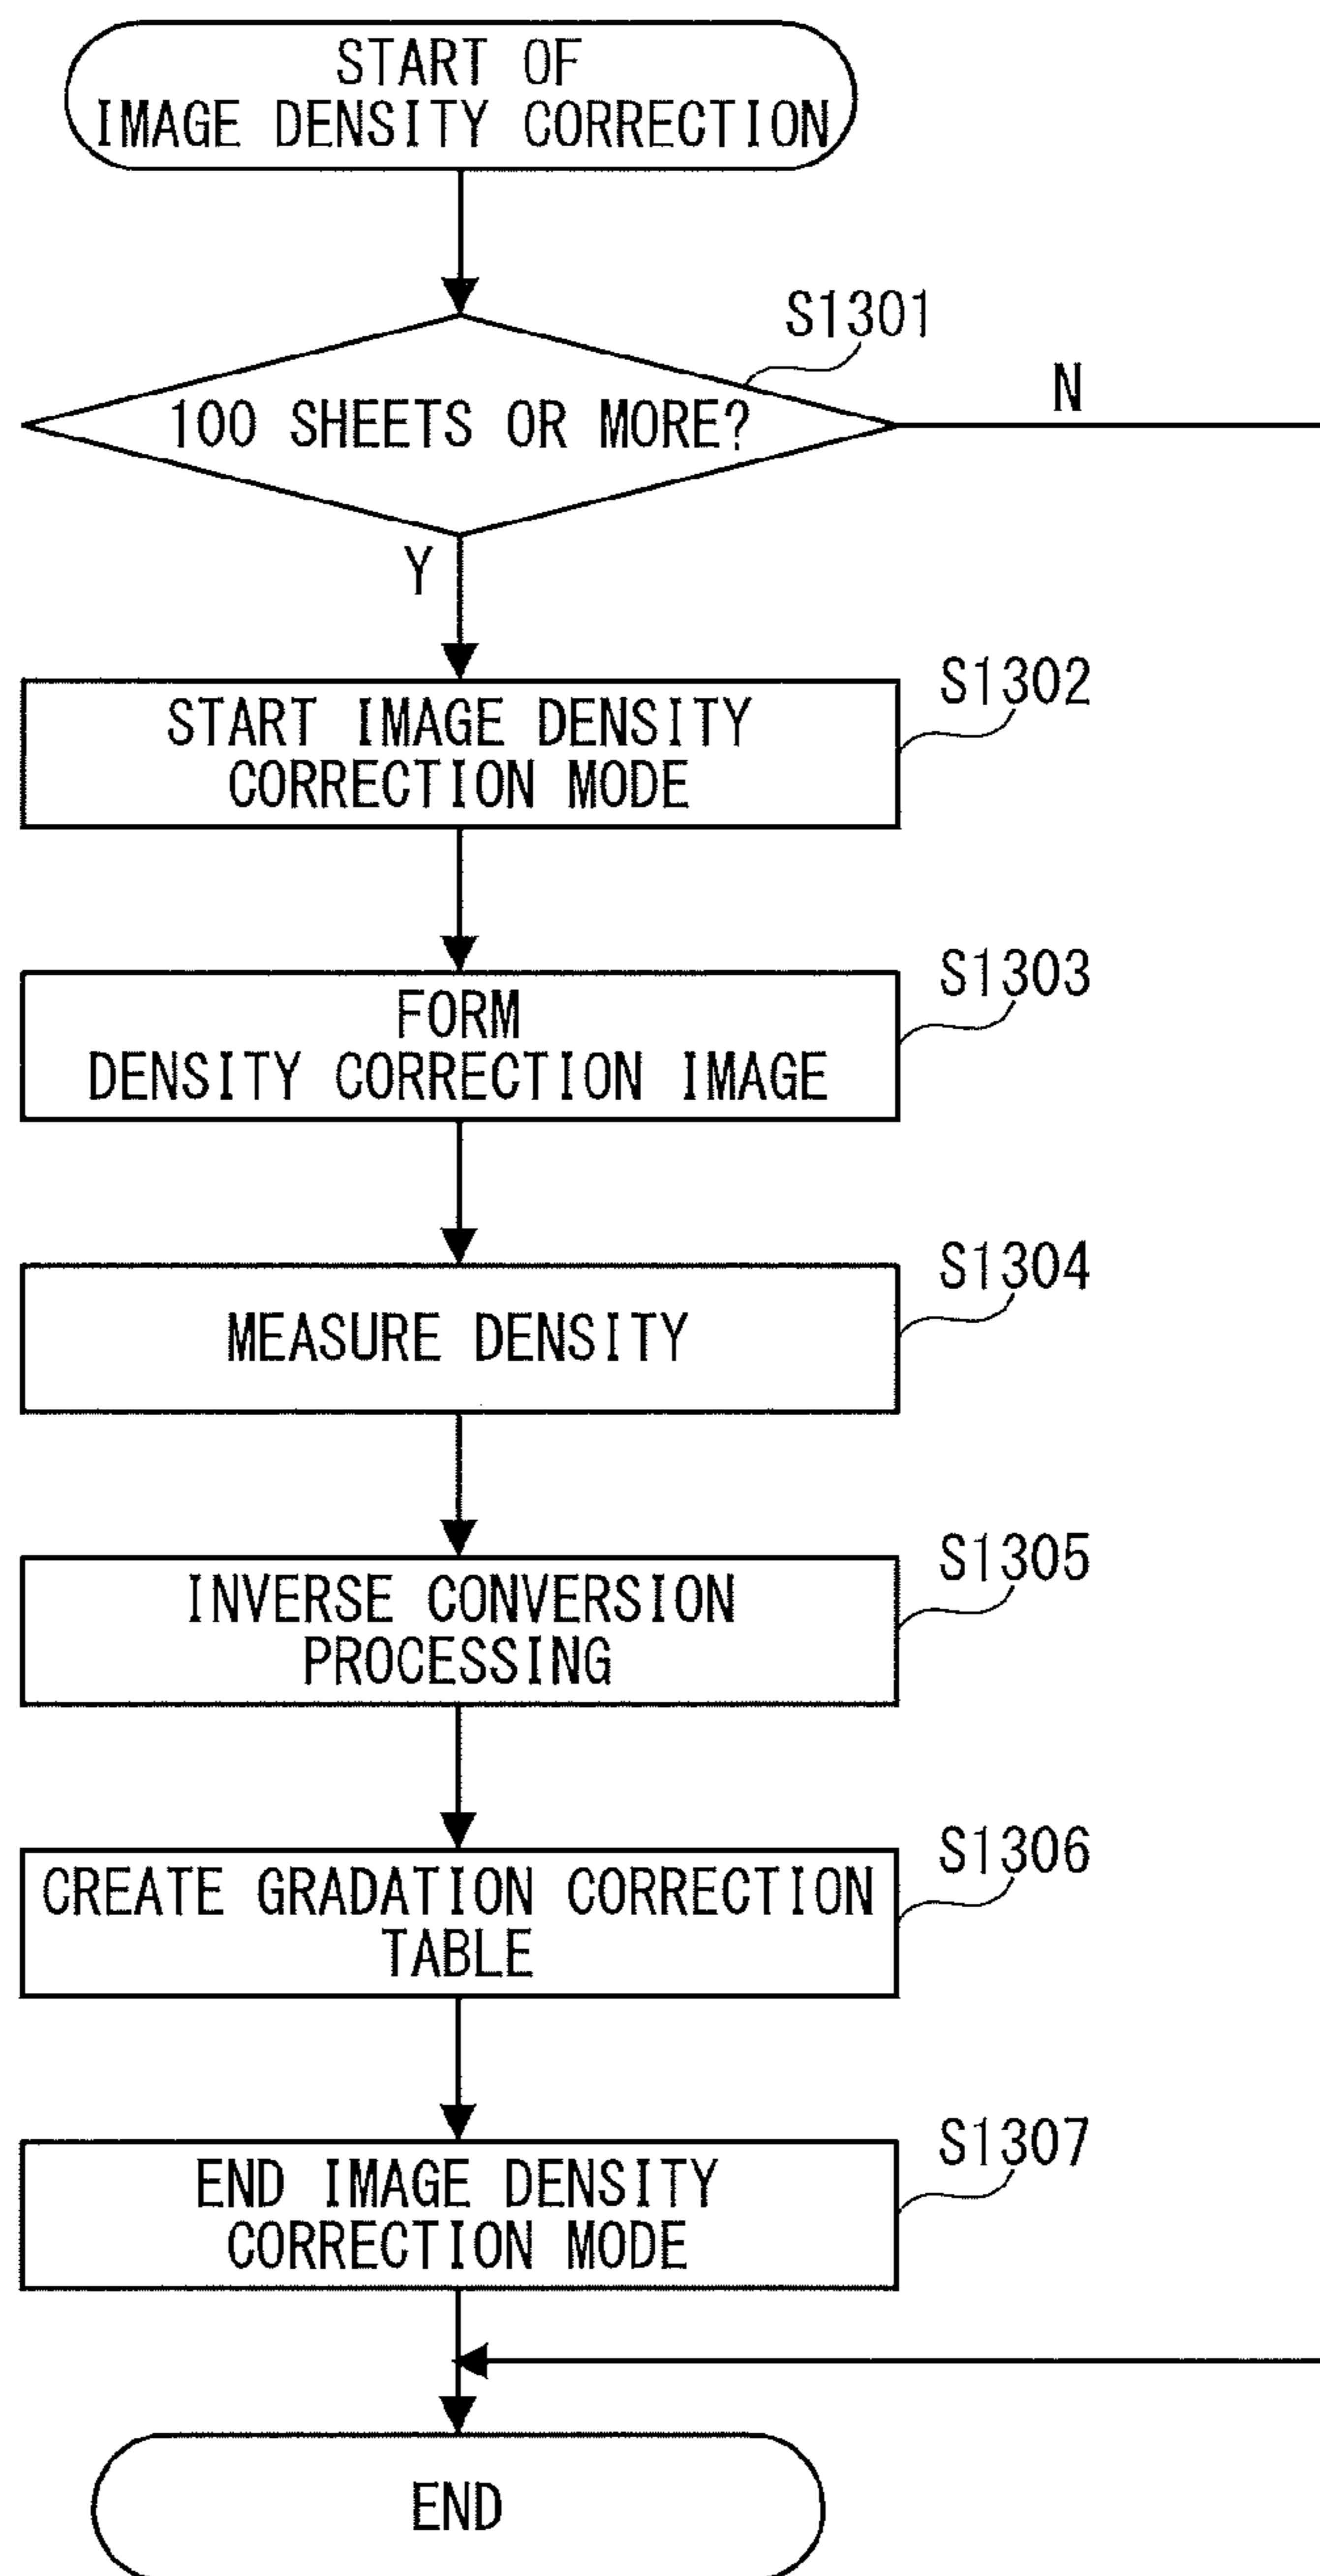 START OF
IMAGE DENSITY CORRECTION
S1301
100 SHEETS OR MORE?
N
Y
S1302
START IMAGE DENSITY
CORRECTION MODE
S1303
FORM
DENSITY CORRECTION IMAGE
S1304
MEASURE DENSITY
S1305
INVERSE CONVERSION
PROCESSING
S1306
CREATE GRADATION CORRECTION
TABLE
S1307
END IMAGE DENSITY
CORRECTION MODE
END